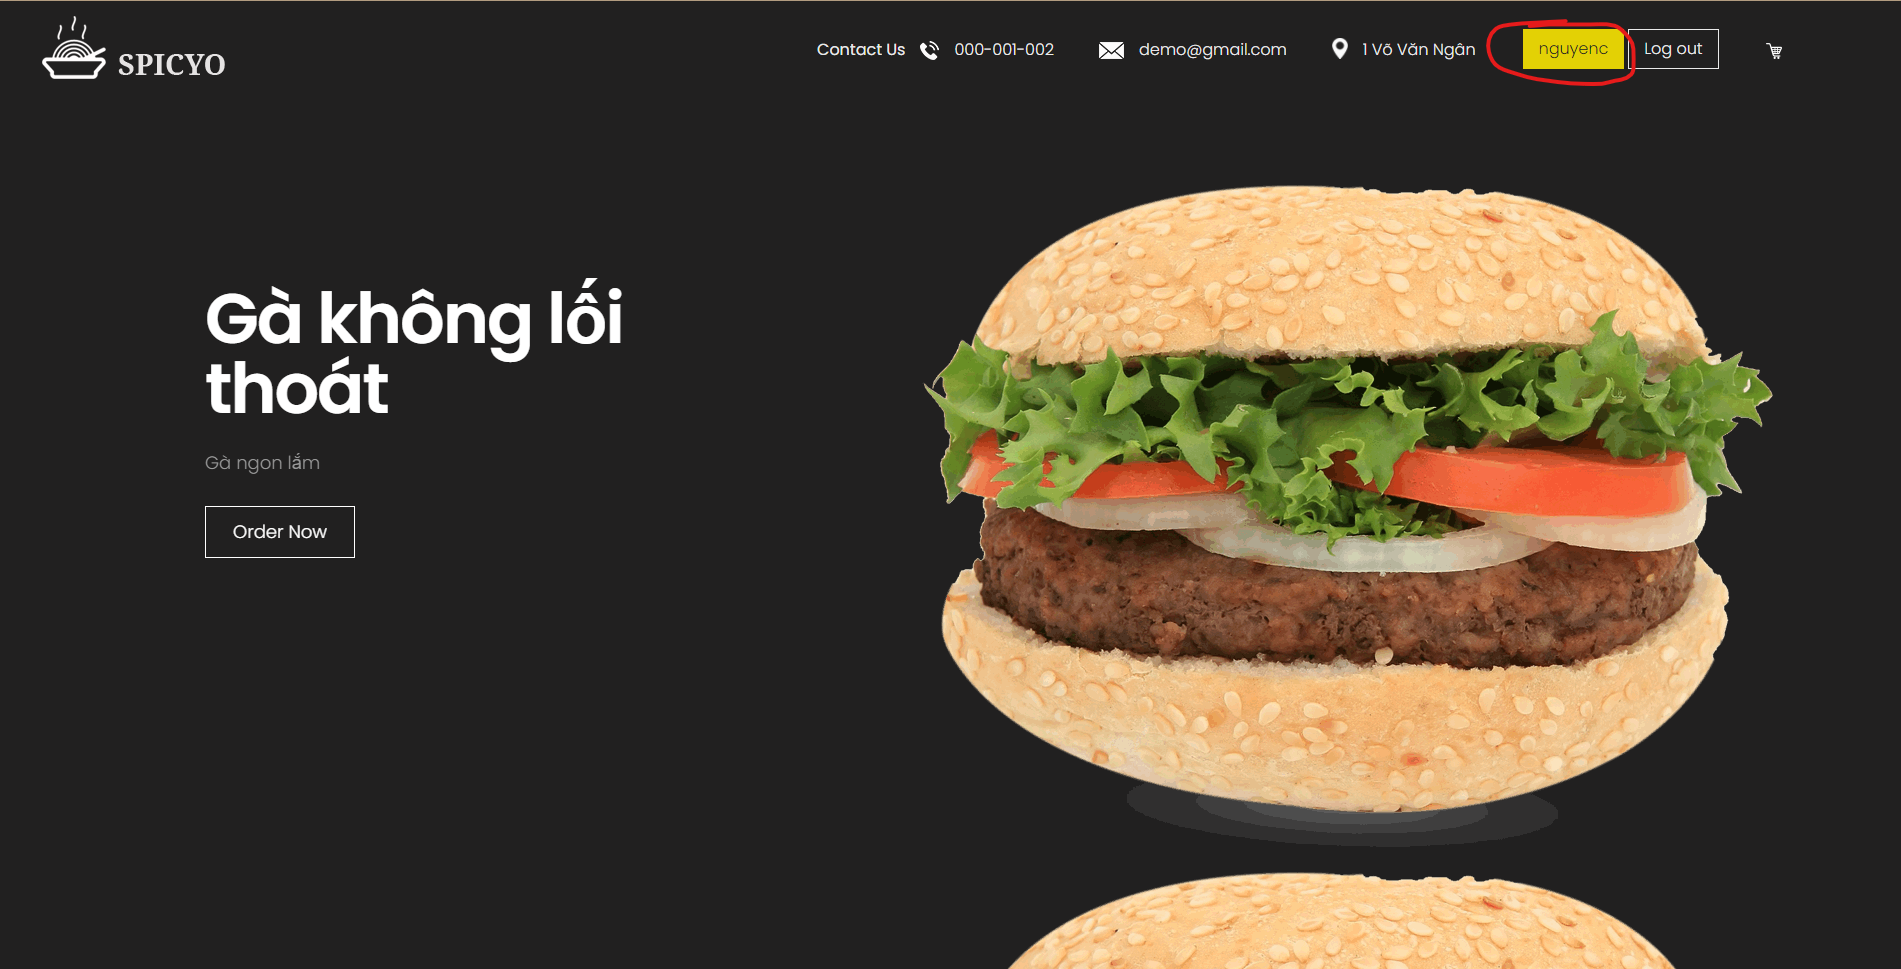 SPICYO
Contact Us 000-001-002 demo@gmail.com 1 Võ Văn Ngân nguyenc Log out
Gà không lối
thoát
Gà ngon lắm
Order Now